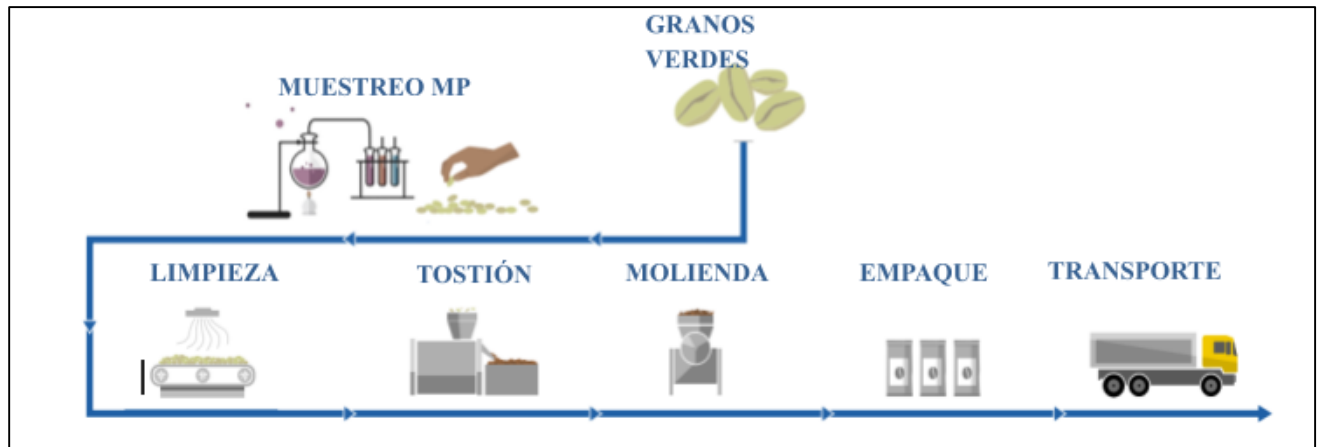 GRANOS
VERDES
MUESTREO MP
LIMPIEZA
TOSTIÓN
MOLIENDA
EMPAQUE
TRANSPORTE